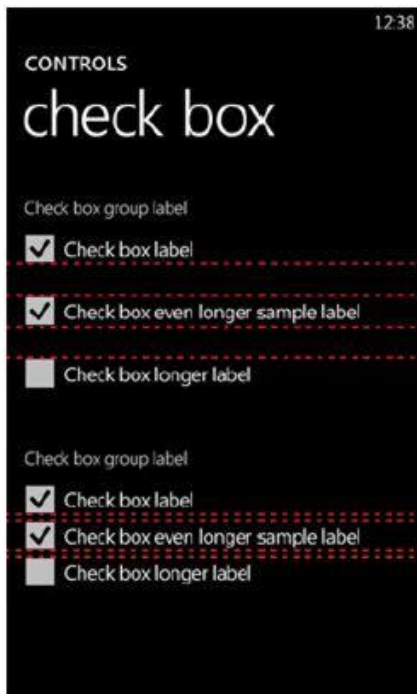 12:38
CONTROLS
check box
Check box group label
Check box label
Check box even longer sample label
Check box longer label
Check box group label
Check box label
Check box even longer sample label
Check box longer label